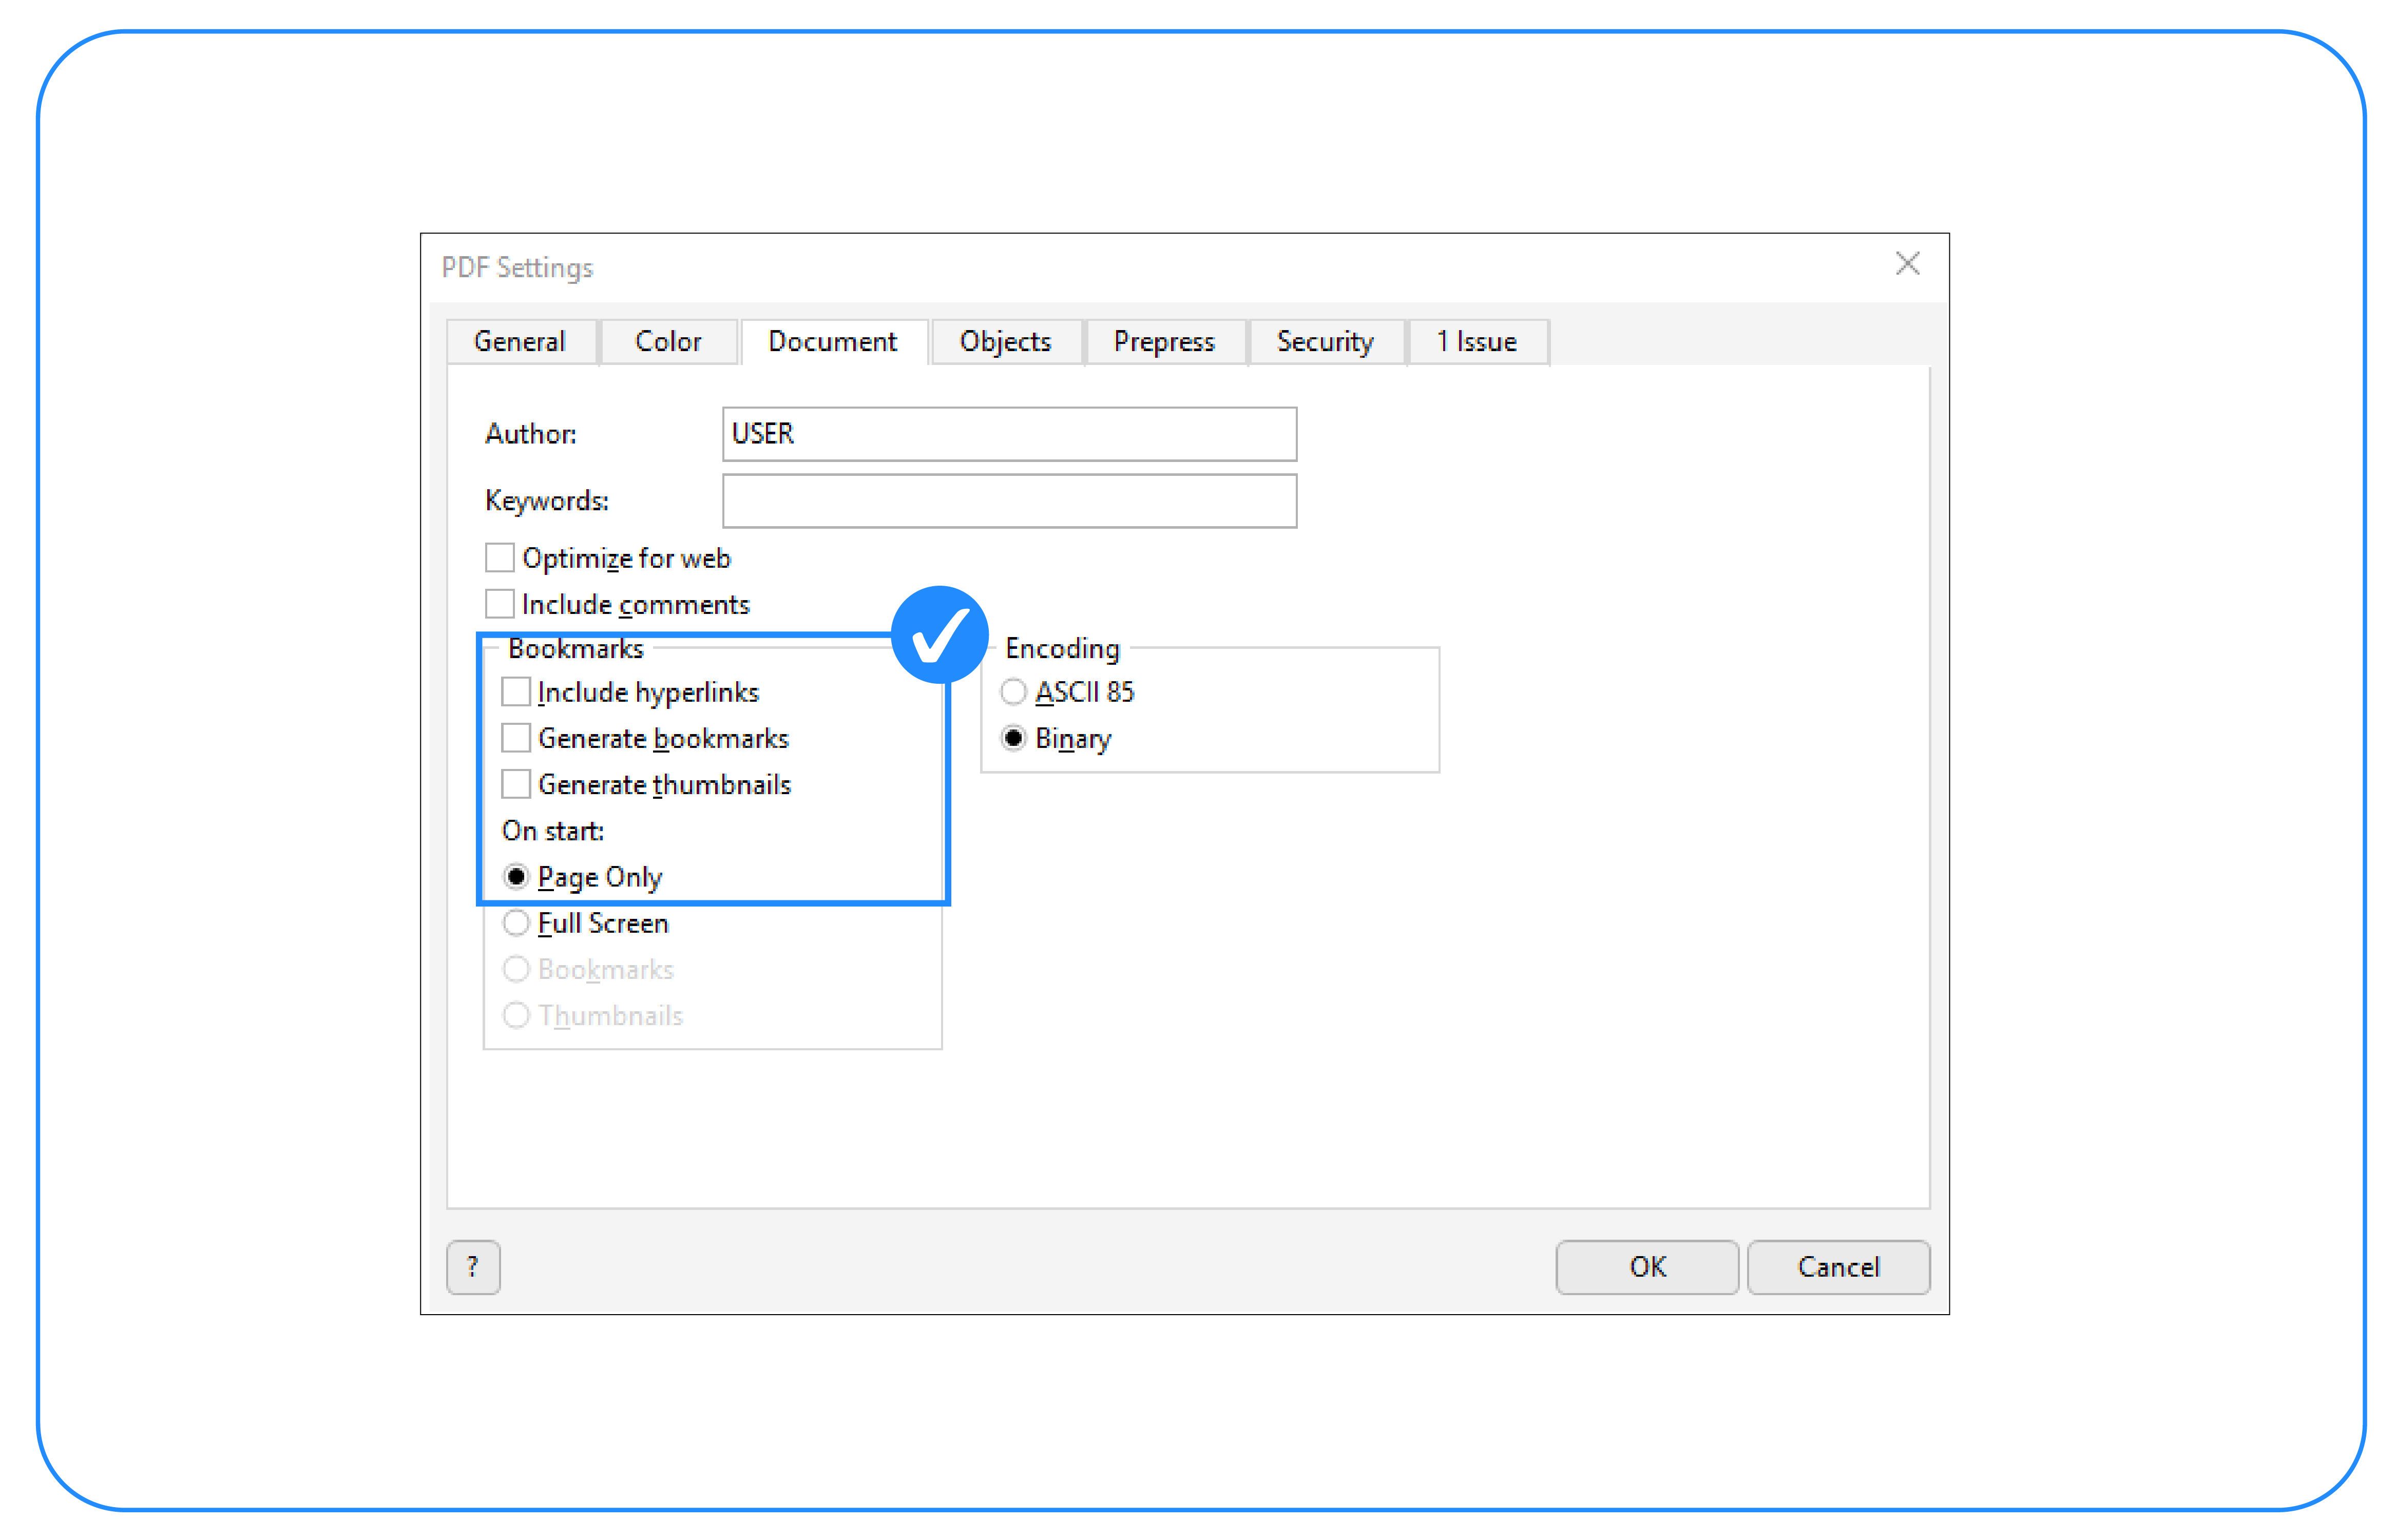 PDF Settings
General Color Document Objects Prepress Security 1 Issue
Author: USER
Keywords:
Optimize for web
Include comments
Bookmarks
Include hyperlinks
Generate bookmarks
Generate thumbnails
On start:
Page Only
Full Screen
Bookmarks
Thumbnails
Encoding
ASCII 85
Binary
? OK Cancel